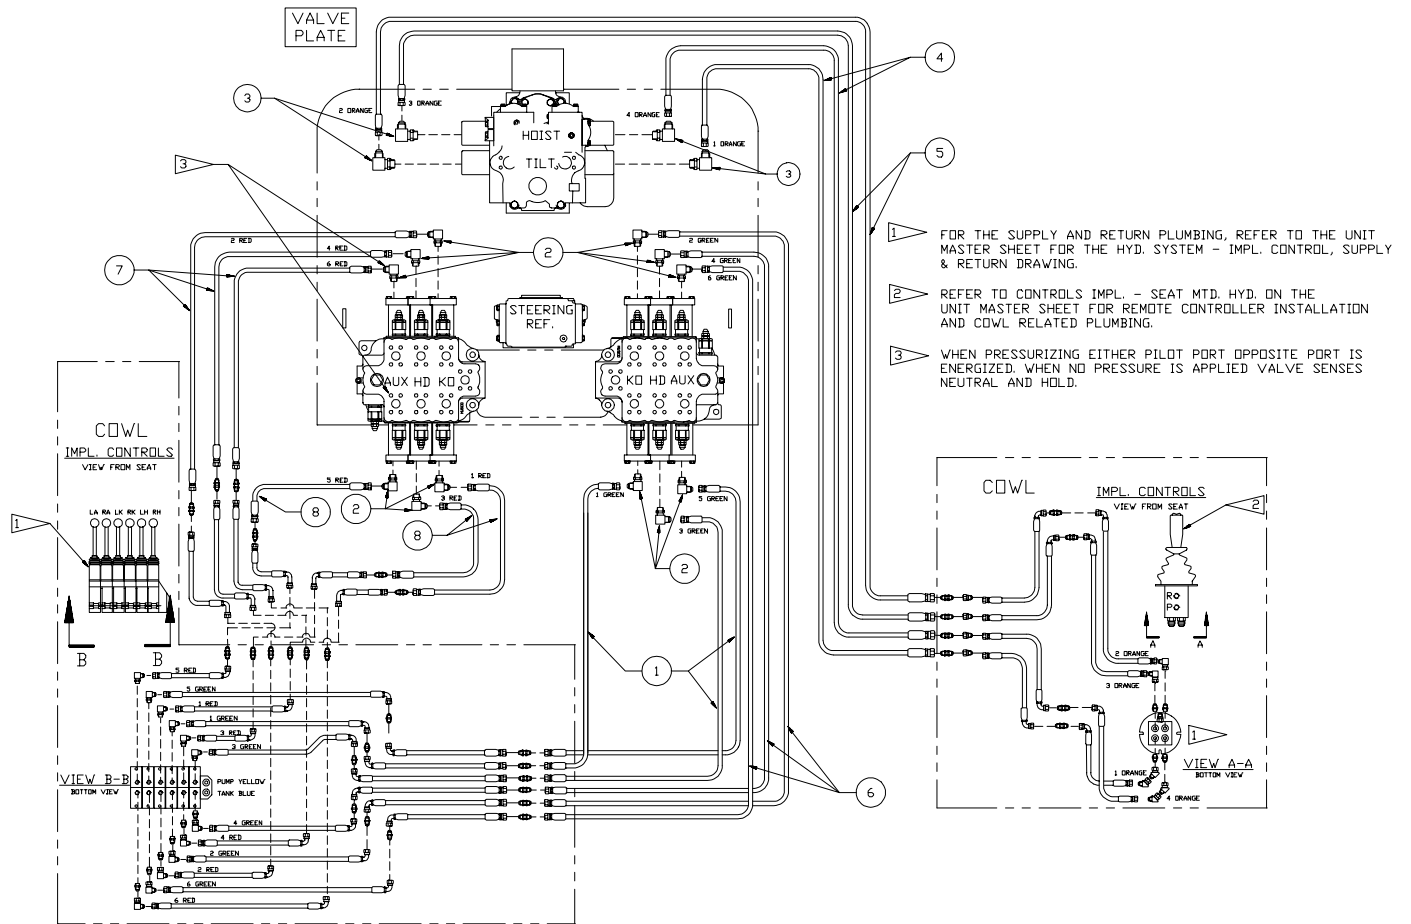 VALVE
PLATE
4
3
2 ORANGE
3 ORANGE
4 ORANGE
1 ORANGE
HOIST
TILT
3
3
5
2 RED
4 RED
6 RED
7
2
2 GREEN
4 GREEN
6 GREEN
1 FOR THE SUPPLY AND RETURN PLUMBING, REFER TO THE UNIT
MASTER SHEET FOR THE HYD. SYSTEM - IMPL. CONTROL, SUPPLY
& RETURN DRAWING.
2 REFER TO CONTROLS IMPL. - SEAT MTD. HYD. ON THE
UNIT MASTER SHEET FOR REMOTE CONTROLLER INSTALLATION
AND COWL RELATED PLUMBING.
3 WHEN PRESSURIZING EITHER PILOT PORT OPPOSITE PORT IS
ENERGIZED. WHEN NO PRESSURE IS APPLIED VALVE SENSES
NEUTRAL AND HOLD.
STEERING
REF.
AUX HD KO
KO HD AUX
COWL
IMPL. CONTROLS
VIEW FROM SEAT
LA RA LK RK LH RH
1
B B
5 RED
1 RED
3 RED
8
2
8
1 GREEN
5 GREEN
3 GREEN
2
1
6
COWL
IMPL. CONTROLS
VIEW FROM SEAT
2
R
P
A A
2 ORANGE
3 ORANGE
1
VIEW A-A
BOTTOM VIEW
1 ORANGE
4 ORANGE
5 RED
5 GREEN
1 RED
1 GREEN
3 RED
3 GREEN
VIEW B-B
BOTTOM VIEW
PUMP YELLOW
TANK BLUE
4 GREEN
4 RED
2 GREEN
2 RED
6 GREEN
6 RED